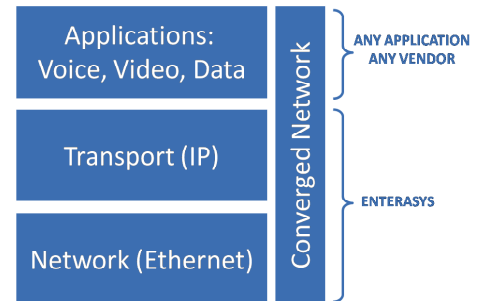 Applications:
Voice, Video, Data
Transport (IP)
Network (Ethernet)
Converged Network
ANY APPLICATION
ANY VENDOR
ENTERASYS